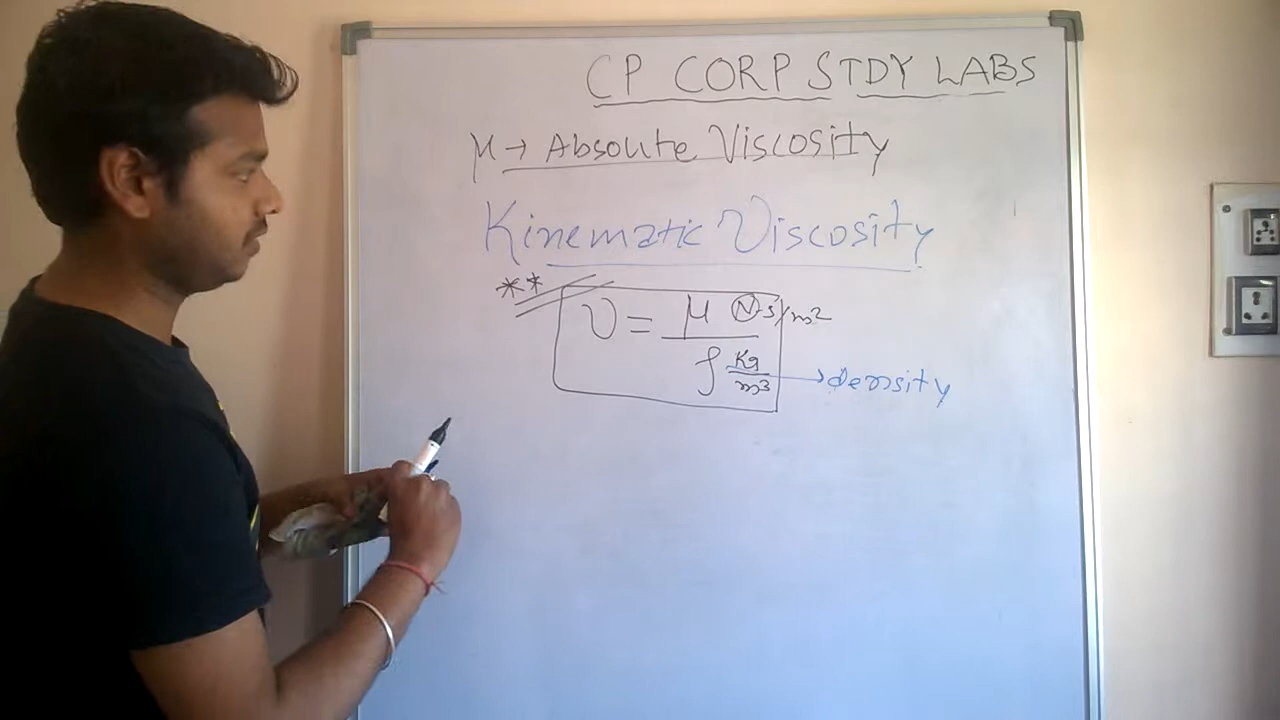 CP CORP STDY LABS
μ → Absolute Viscosity
Kinematic Viscosity
** υ = μ N-s/m²
ρ Kg/m³ → density